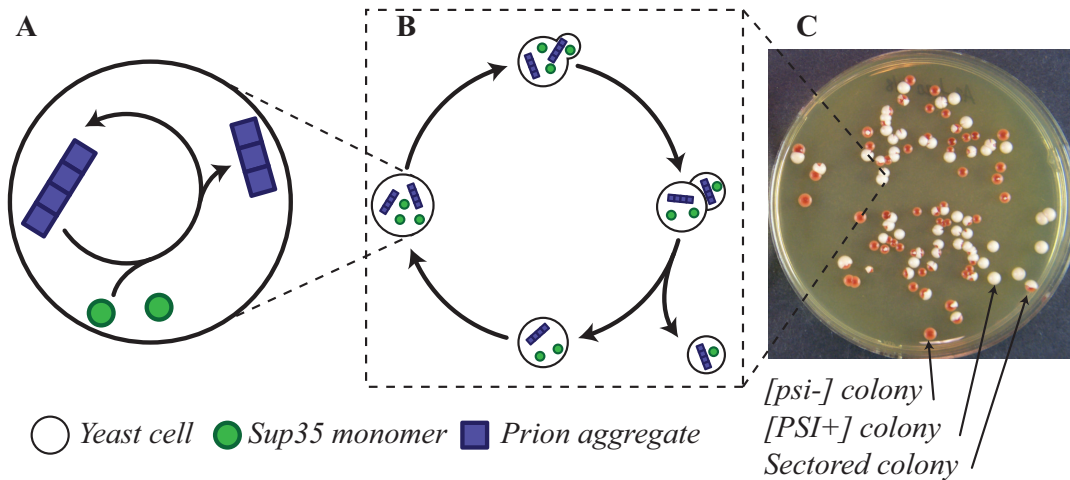 A
B
C
[psi-] colony
[PSI+] colony
Sectored colony
Yeast cell
Sup35 monomer
Prion aggregate